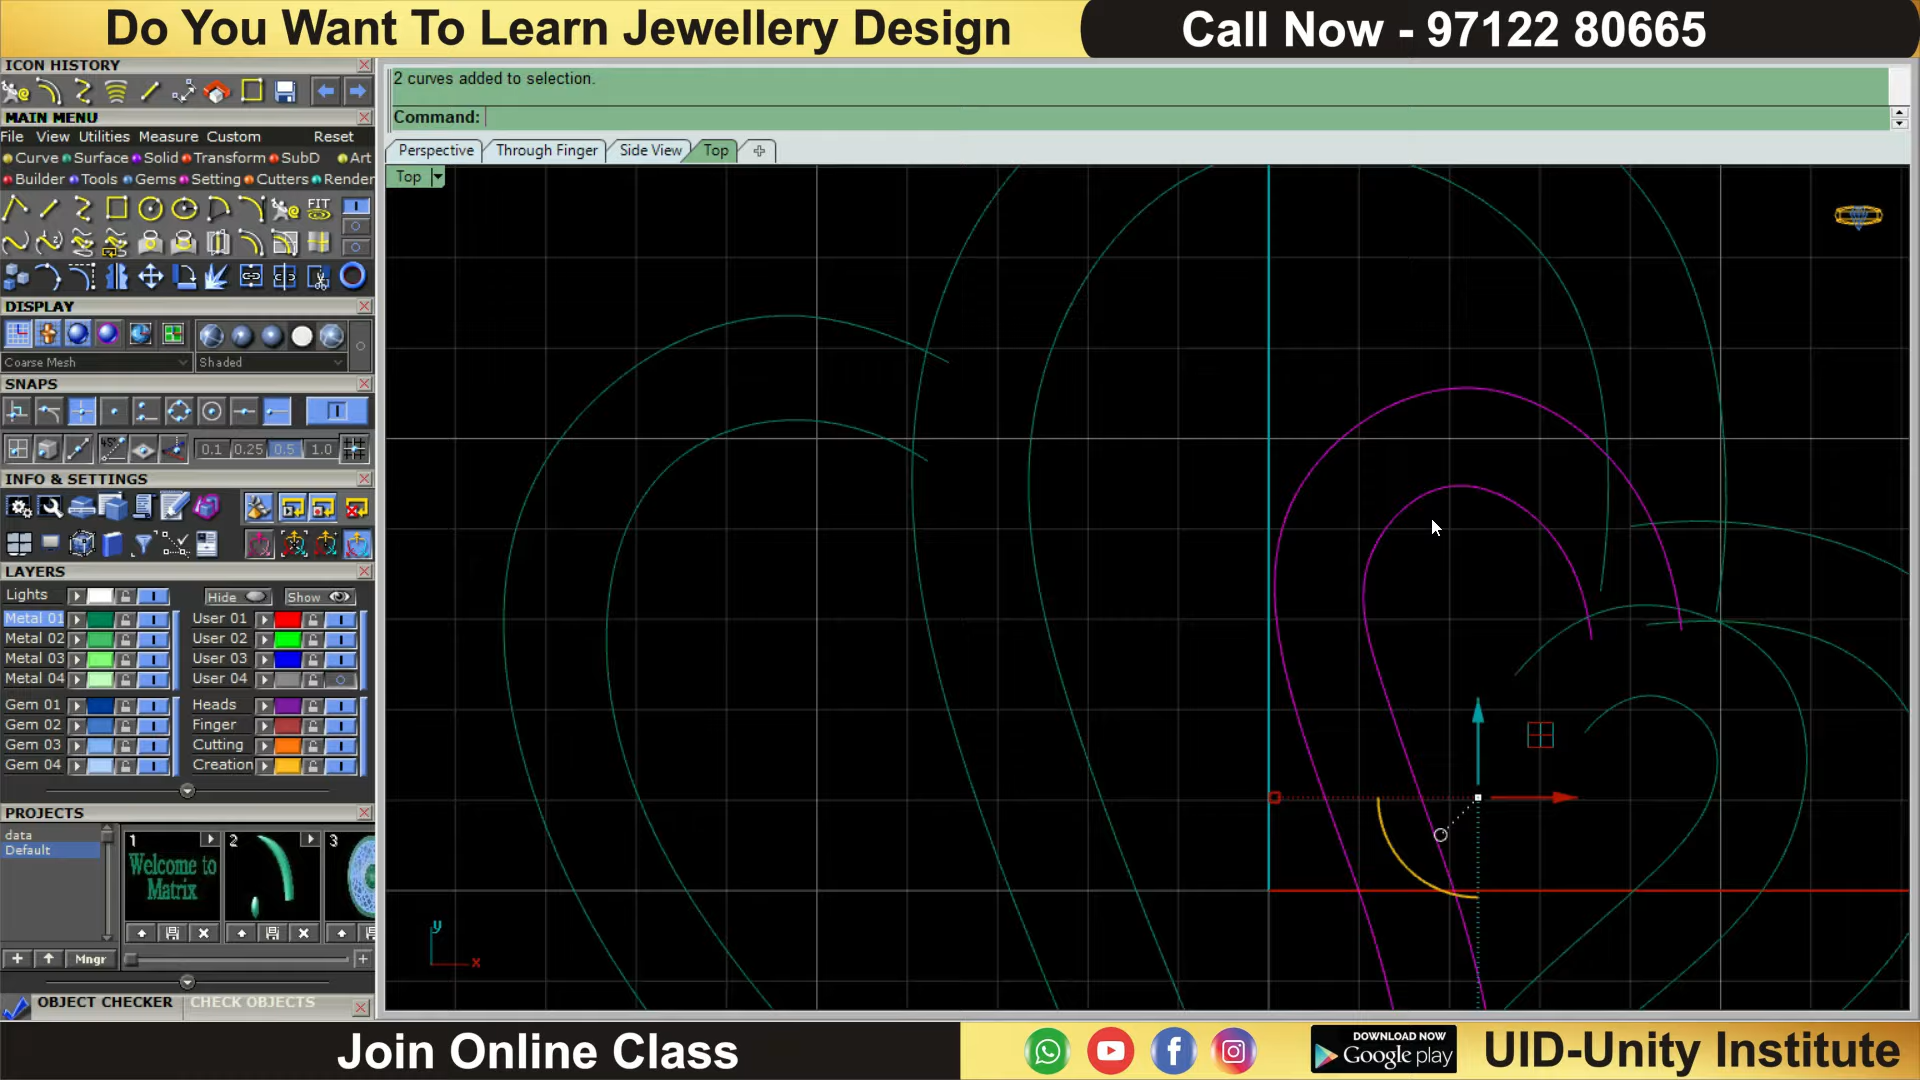 Do You Want To Learn Jewellery Design
Call Now - 97122 80665
ICON HISTORY
MAIN MENU
File View Utilities Measure Custom Reset
Curve Surface Solid Transform SubD Art
Builder Tools Gems Setting Cutters Render
FIT
DISPLAY
Coarse Mesh Shaded
SNAPS
0.1 0.25 0.5 1.0
INFO & SETTINGS
LAYERS
Lights Hide Show
Metal 01 User 01
Metal 02 User 02
Metal 03 User 03
Metal 04 User 04
Gem 01 Heads
Gem 02 Finger
Gem 03 Cutting
Gem 04 Creation
PROJECTS
data
Default
1 2 3
Welcome to
Matrix
Mngr
OBJECT CHECKER CHECK OBJECTS
2 curves added to selection.
Command:
Perspective Through Finger Side View Top
Top
y
x
Join Online Class
DOWNLOAD NOW
Google play
UID-Unity Institute